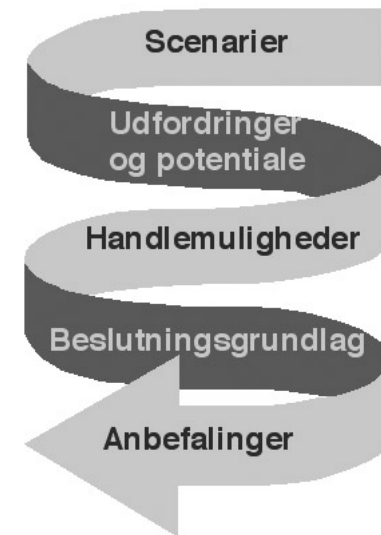 Scenarier
Udfordringer
og potentiale
Handlemuligheder
Beslutningsgrundlag
Anbefalinger